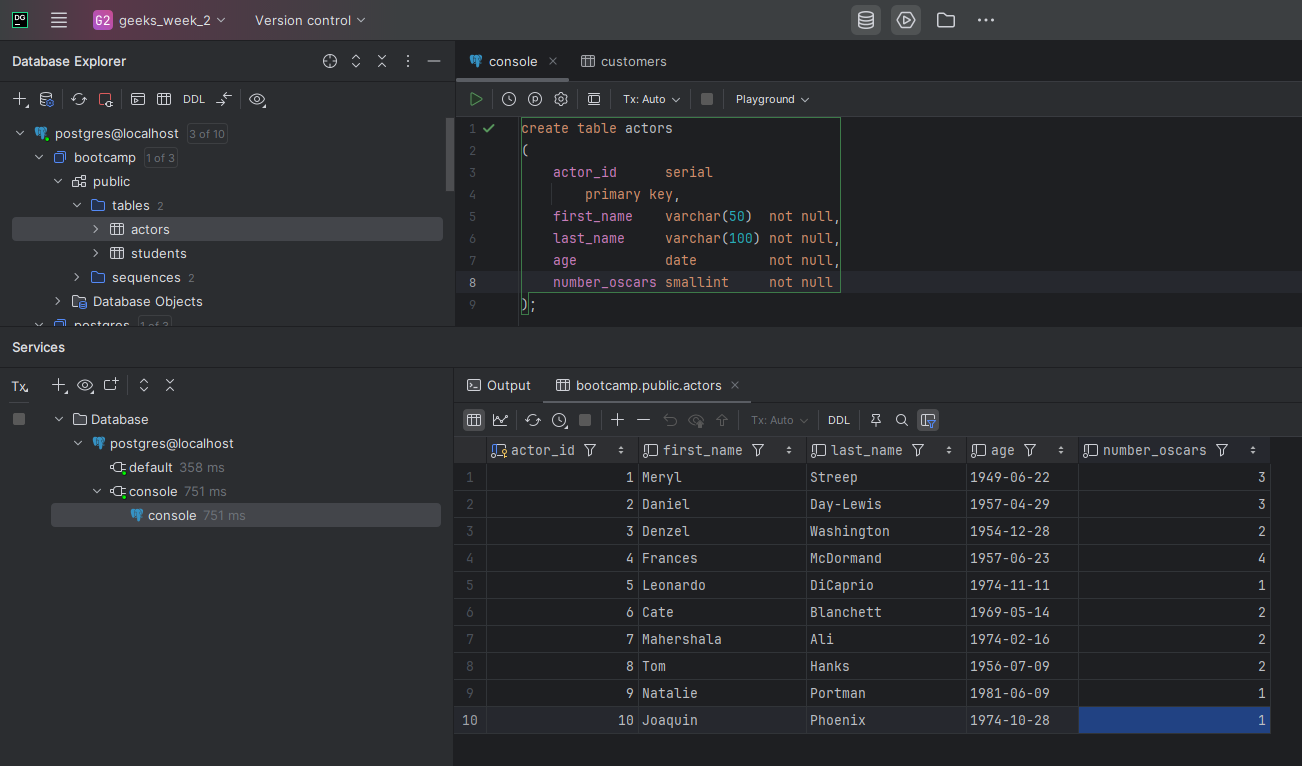 DG G2 geeks_week_2 Version control
Database Explorer
DDL
postgres@localhost 3 of 10
bootcamp 1 of 3
public
tables 2
actors
students
sequences 2
Database Objects
postgres 1 of 3
console customers
Tx: Auto Playground
1 create table actors
2 (
3 actor_id serial
4 primary key,
5 first_name varchar(50) not null,
6 last_name varchar(100) not null,
7 age date not null,
8 number_oscars smallint not null
9 );
Services
Tx
Database
postgres@localhost
default 358 ms
console 751 ms
console 751 ms
Output bootcamp.public.actors
Tx: Auto DDL
actor_id first_name last_name age number_oscars
1 1 Meryl Streep 1949-06-22 3
2 2 Daniel Day-Lewis 1957-04-29 3
3 3 Denzel Washington 1954-12-28 2
4 4 Frances McDormand 1957-06-23 4
5 5 Leonardo DiCaprio 1974-11-11 1
6 6 Cate Blanchett 1969-05-14 2
7 7 Mahershala Ali 1974-02-16 2
8 8 Tom Hanks 1956-07-09 2
9 9 Natalie Portman 1981-06-09 1
10 10 Joaquin Phoenix 1974-10-28 1